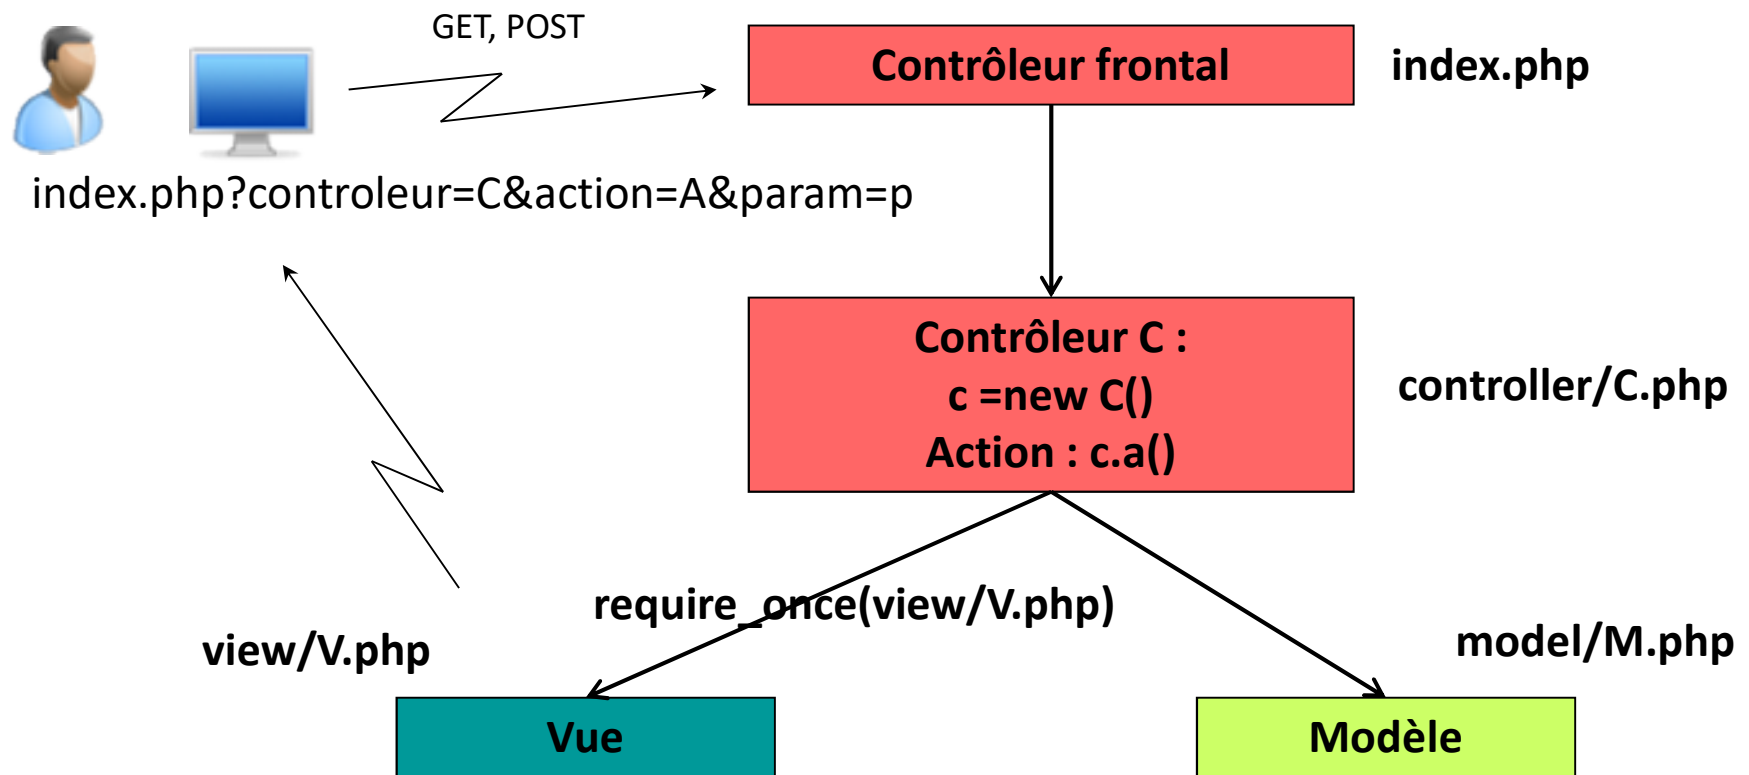 GET, POST
Contrôleur frontal
index.php
index.php?controleur=C&action=A&param=p
Contrôleur C :
c =new C()
Action : c.a()
controller/C.php
require_once(view/V.php)
view/V.php
model/M.php
Vue
Modèle